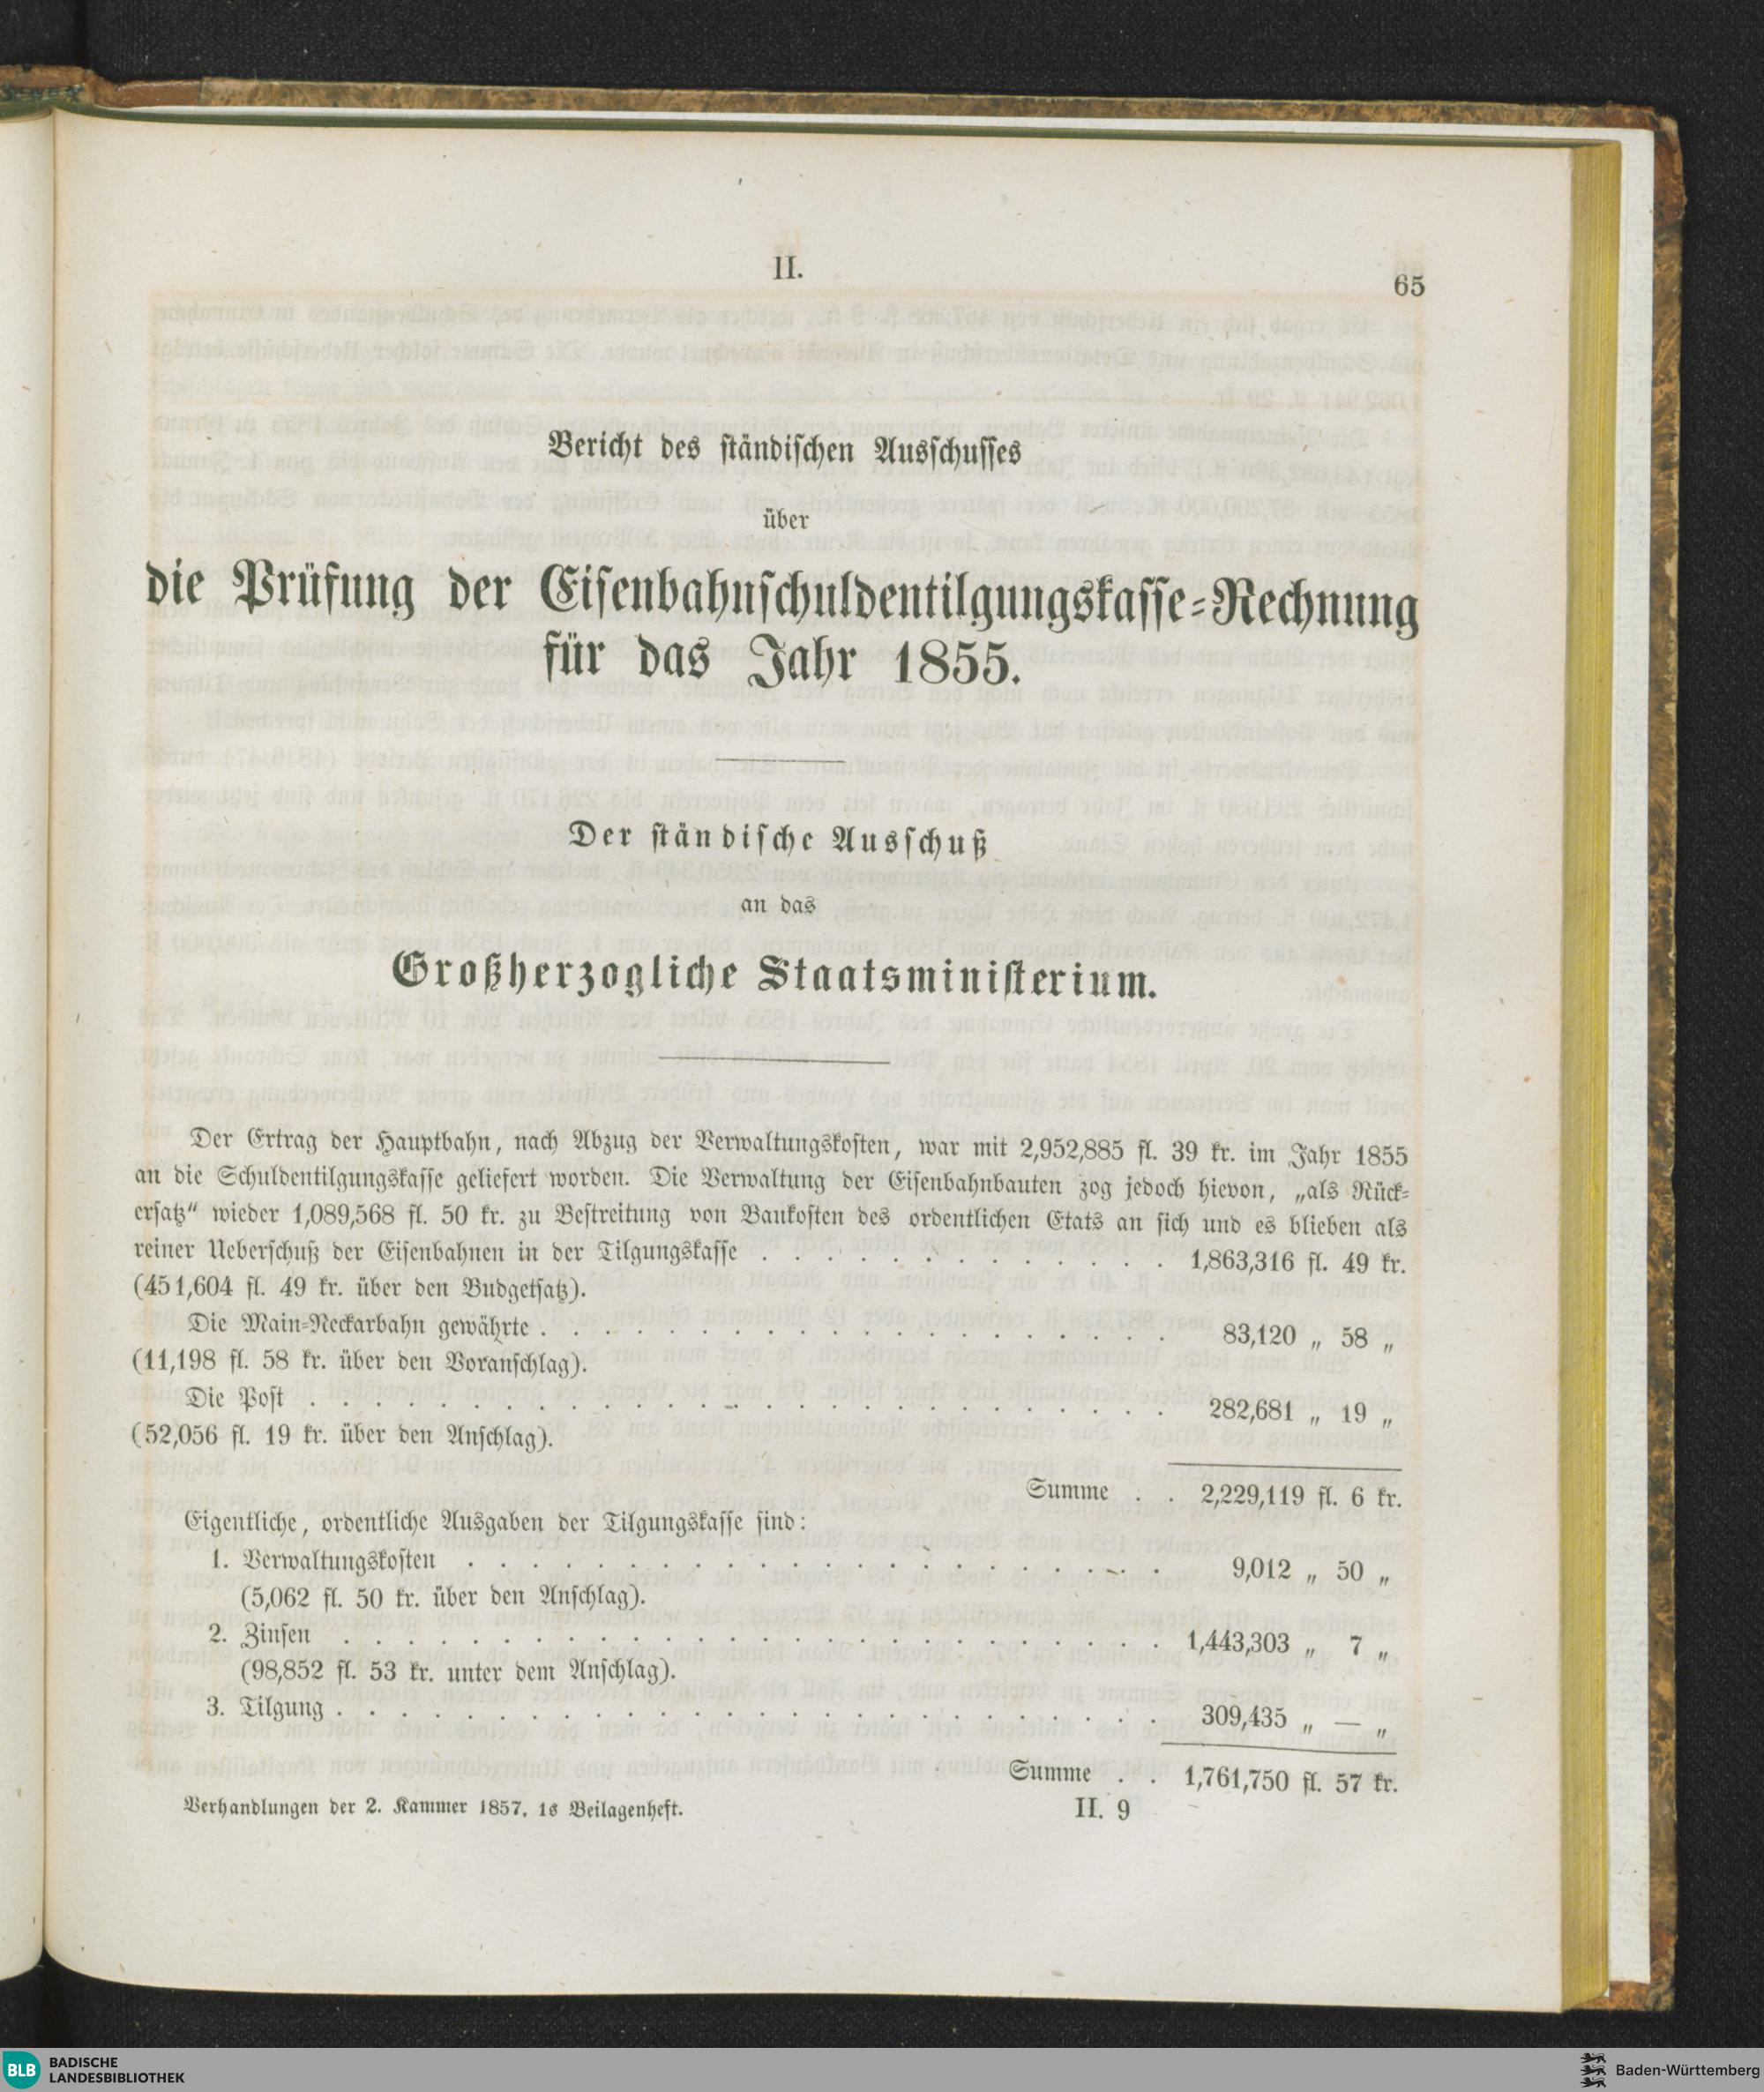 II.
65
Bericht des ständischen Ausschusses
über
die Prüfung der Eisenbahnschuldentilgungskasse-Rechnung
für das Jahr 1855.
Der ständische Ausschuß
an das
Großherzogliche Staatsministerium.
Der Ertrag der Hauptbahn, nach Abzug der Verwaltungskosten, war mit 2,952,885 fl. 39 kr. im Jahr 1855
an die Schuldentilgungskasse geliefert worden. Die Verwaltung der Eisenbahnbauten zog jedoch hievon, „als Rück-
ersatz“ wieder 1,089,568 fl. 50 kr. zu Bestreitung von Baukosten des ordentlichen Etats an sich und es blieben als
reiner Ueberschuß der Eisenbahnen in der Tilgungskasse . . . . . . . . . . . . . 1,863,316 fl. 49 kr.
(451,604 fl. 49 kr. über den Budgetsatz).
Die Main-Neckarbahn gewährte . . . . . . . . . . . . . . . . . . . . 83,120 „ 58 „
(11,198 fl. 58 kr. über den Voranschlag).
Die Post . . . . . . . . . . . . . . . . . . . . . . . . . . . 282,681 „ 19 „
(52,056 fl. 19 kr. über den Anschlag).
Summe . . 2,229,119 fl. 6 kr.
Eigentliche, ordentliche Ausgaben der Tilgungskasse sind:
1. Verwaltungskosten . . . . . . . . . . . . . . . . . . . . . . 9,012 „ 50 „
(5,062 fl. 50 kr. über den Anschlag).
2. Zinsen . . . . . . . . . . . . . . . . . . . . . . . . . . 1,443,303 „ 7 „
(98,852 fl. 53 kr. unter dem Anschlag).
3. Tilgung . . . . . . . . . . . . . . . . . . . . . . . . . . 309,435 „ — „
Summe . . 1,761,750 fl. 57 kr.
Verhandlungen der 2. Kammer 1857. 1s Beilagenheft.
II. 9
BLB
BADISCHE
LANDESBIBLIOTHEK
Baden-Württemberg